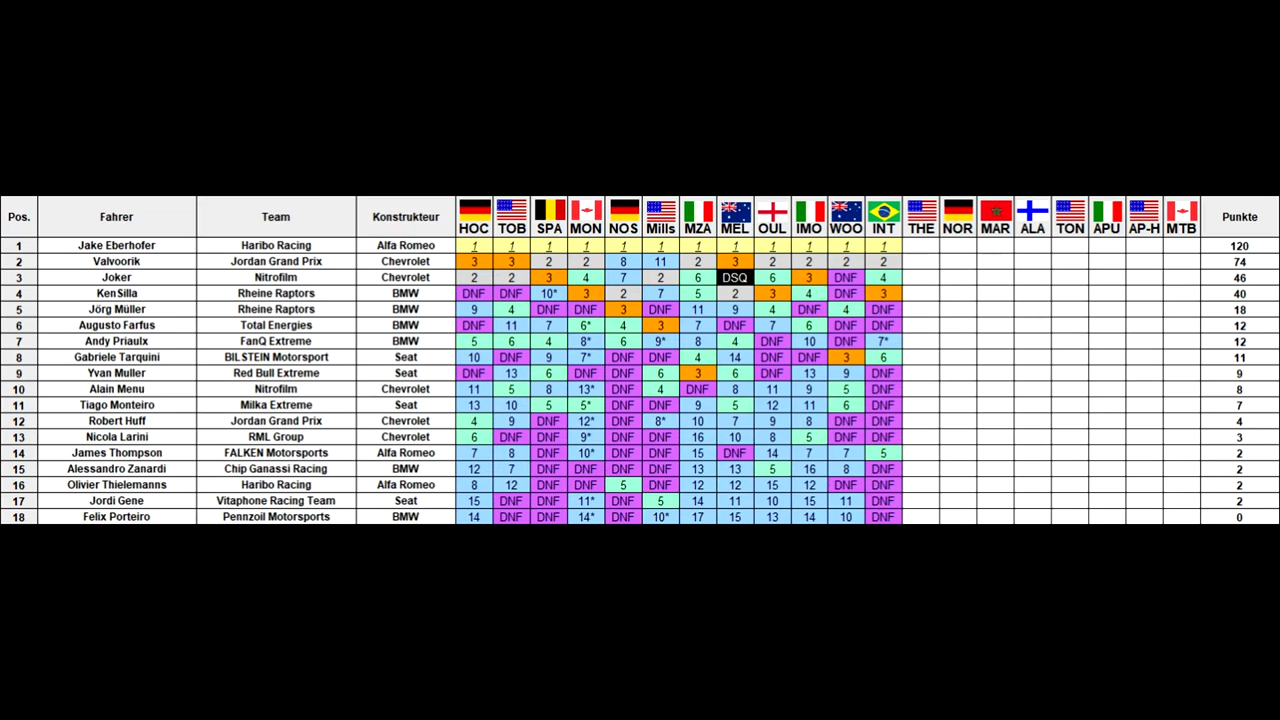 Pos. Fahrer Team Konstrukteur HOC TOB SPA MON NOS Mills MZA MEL OUL IMO WOO INT THE NOR MAR ALA TON APU AP-H MTB Punkte
1 Jake Eberhofer Haribo Racing Alfa Romeo 1 1 1 1 1 1 1 1 1 1 1 1 120
2 Valvoorik Jordan Grand Prix Chevrolet 3 3 2 2 8 11 2 3 2 2 2 2 74
3 Joker Nitrofilm Chevrolet 2 2 3 4 7 2 6 DSQ 6 3 DNF 4 46
4 Ken Silla Rheine Raptors BMW DNF DNF 10* 3 2 7 5 2 3 4 DNF 3 40
5 Jörg Müller Rheine Raptors BMW 9 4 DNF DNF 3 DNF 11 9 4 DNF 4 DNF 18
6 Augusto Farfus Total Energies BMW DNF 11 7 6* 4 3 7 DNF 7 6 DNF DNF 12
7 Andy Priaulx FanQ Extreme BMW 5 6 4 8* 6 9* 8 4 DNF 10 DNF 7* 12
8 Gabriele Tarquini BILSTEIN Motorsport Seat 10 DNF 9 7* DNF DNF 4 14 DNF DNF 3 6 11
9 Yvan Muller Red Bull Extreme Seat DNF 13 6 DNF DNF 6 3 6 DNF 13 9 DNF 9
10 Alain Menu Nitrofilm Chevrolet 11 5 8 13* DNF 4 DNF 8 11 9 5 DNF 8
11 Tiago Monteiro Milka Extreme Seat 13 10 5 5* DNF DNF 9 5 12 11 6 DNF 7
12 Robert Huff Jordan Grand Prix Chevrolet 4 9 DNF 12* DNF 8* 10 7 9 8 DNF DNF 4
13 Nicola Larini RML Group Chevrolet 6 DNF DNF 9* DNF DNF 16 10 8 5 DNF DNF 3
14 James Thompson FALKEN Motorsports Alfa Romeo 7 8 DNF 10* DNF DNF 15 DNF 14 7 7 5 2
15 Alessandro Zanardi Chip Ganassi Racing BMW 12 7 DNF DNF DNF DNF 13 13 5 16 8 DNF 2
16 Olivier Thielemanns Haribo Racing Alfa Romeo 8 12 DNF DNF 5 DNF 12 12 15 12 DNF DNF 2
17 Jordi Gene Vitaphone Racing Team Seat 15 DNF DNF 11* DNF 5 14 11 10 15 11 DNF 2
18 Felix Porteiro Pennzoil Motorsports BMW 14 DNF DNF 14* DNF 10* 17 15 13 14 10 DNF 0